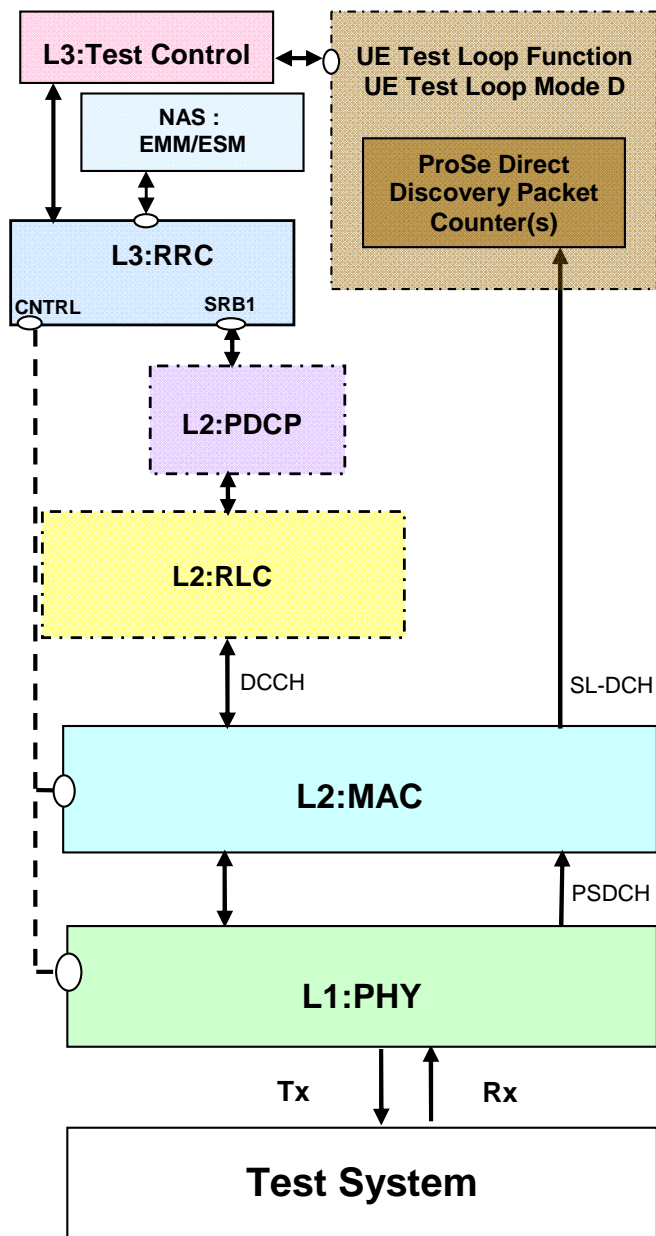 L3:Test Control
UE Test Loop Function
UE Test Loop Mode D
NAS :
EMM/ESM
ProSe Direct
Discovery Packet
Counter(s)
L3:RRC
CNTRL
SRB1
L2:PDCP
L2:RLC
DCCH
SL-DCH
L2:MAC
PSDCH
L1:PHY
Tx
Rx
Test System